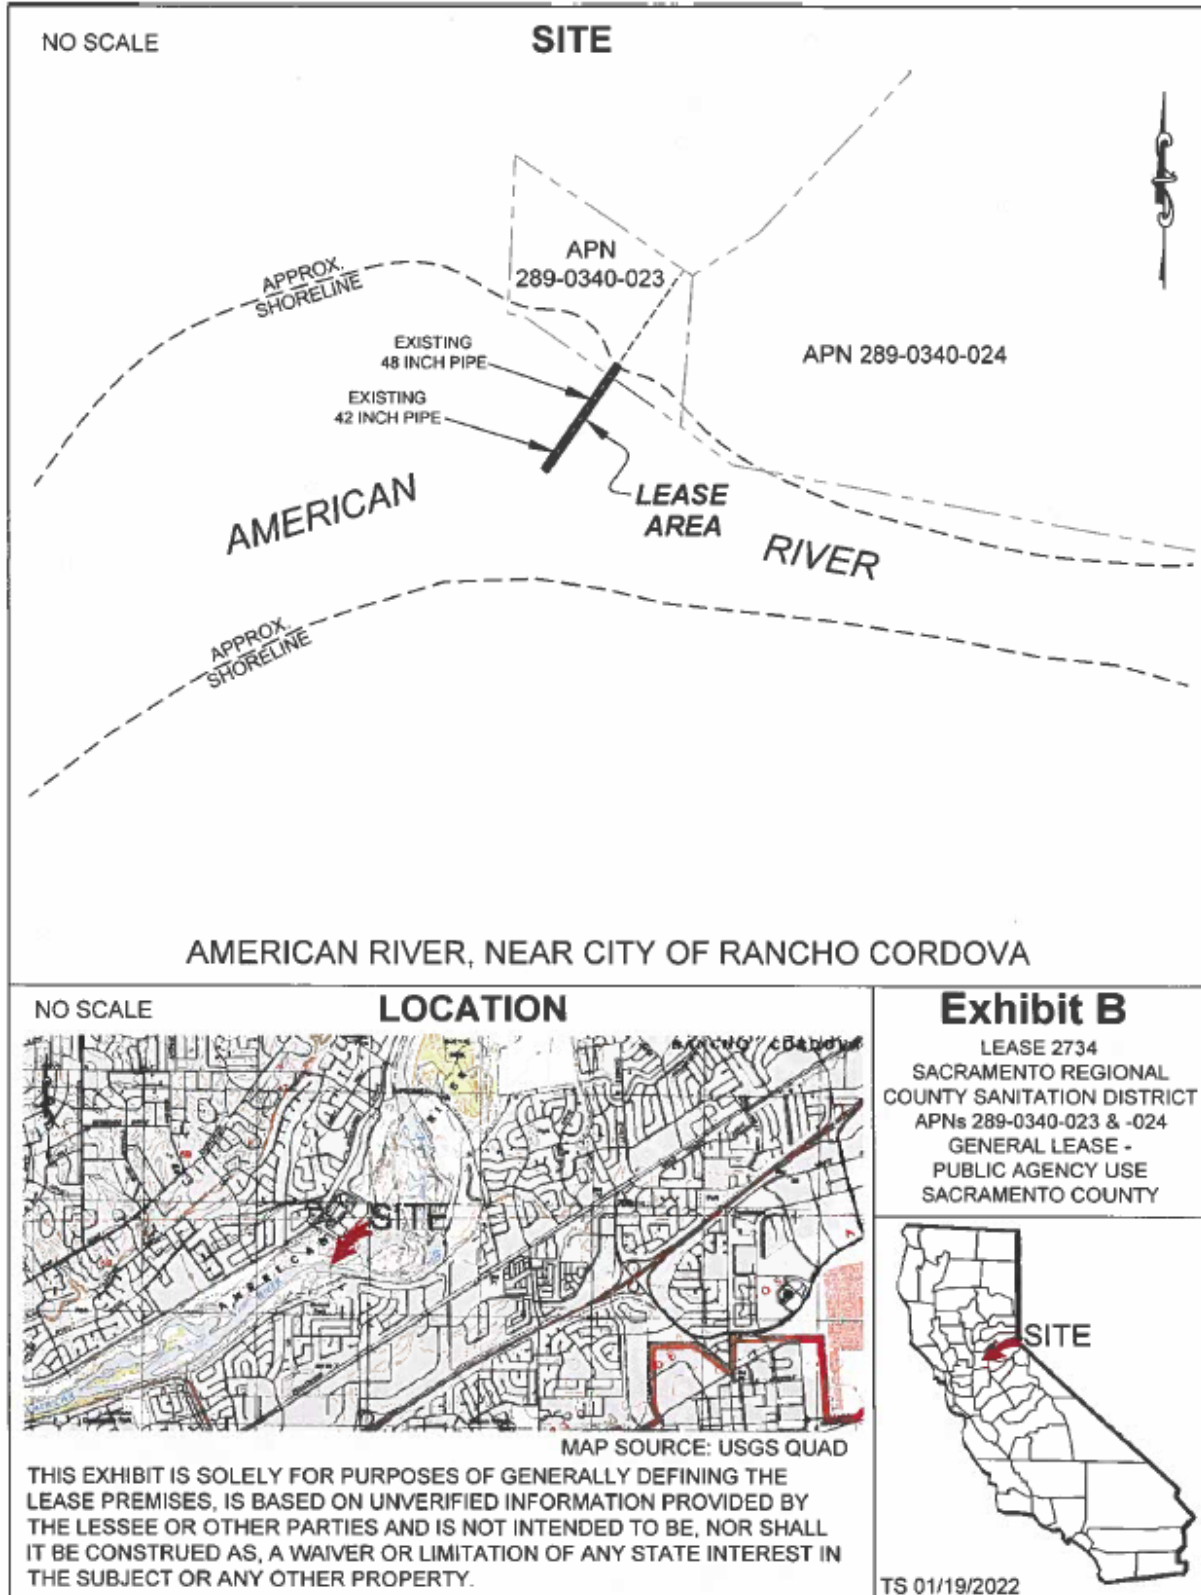 NO SCALE
SITE
APN
289-0340-023
APPROX.
SHORELINE
EXISTING
48 INCH PIPE
APN 289-0340-024
EXISTING
42 INCH PIPE
LEASE
AREA
AMERICAN
RIVER
APPROX.
SHORELINE
AMERICAN RIVER, NEAR CITY OF RANCHO CORDOVA
NO SCALE
LOCATION
RANCHO CORDOVA
SITE
MAP SOURCE: USGS QUAD
THIS EXHIBIT IS SOLELY FOR PURPOSES OF GENERALLY DEFINING THE
LEASE PREMISES, IS BASED ON UNVERIFIED INFORMATION PROVIDED BY
THE LESSEE OR OTHER PARTIES AND IS NOT INTENDED TO BE, NOR SHALL
IT BE CONSTRUED AS, A WAIVER OR LIMITATION OF ANY STATE INTEREST IN
THE SUBJECT OR ANY OTHER PROPERTY.
Exhibit B
LEASE 2734
SACRAMENTO REGIONAL
COUNTY SANITATION DISTRICT
APNs 289-0340-023 & -024
GENERAL LEASE -
PUBLIC AGENCY USE
SACRAMENTO COUNTY
SITE
TS 01/19/2022